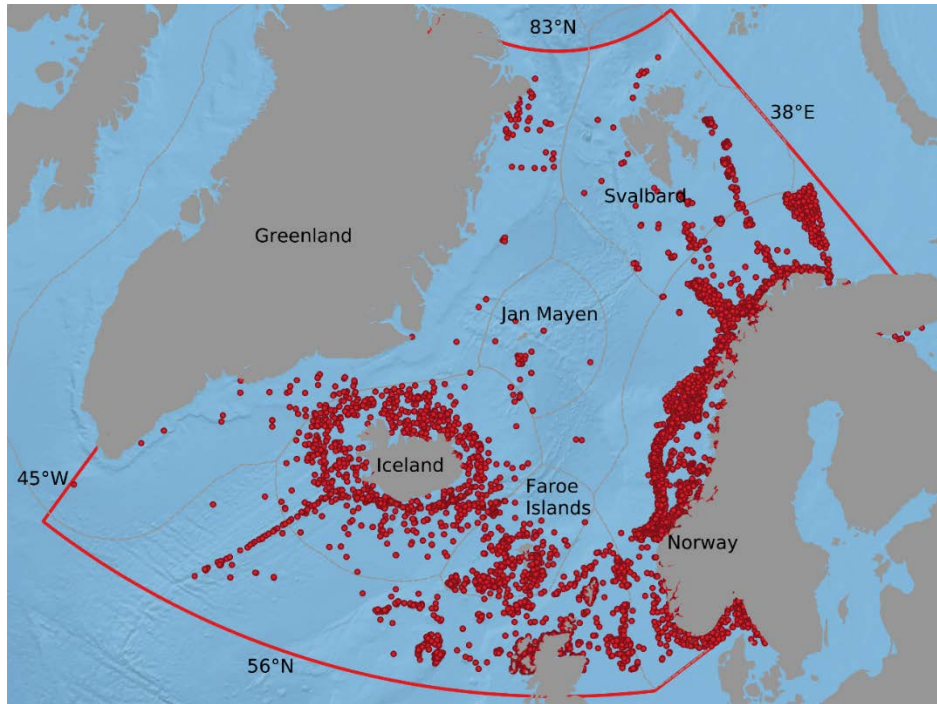 83°N
38°E
Svalbard
Greenland
Jan Mayen
Iceland
45°W
Faroe
Islands
Norway
56°N